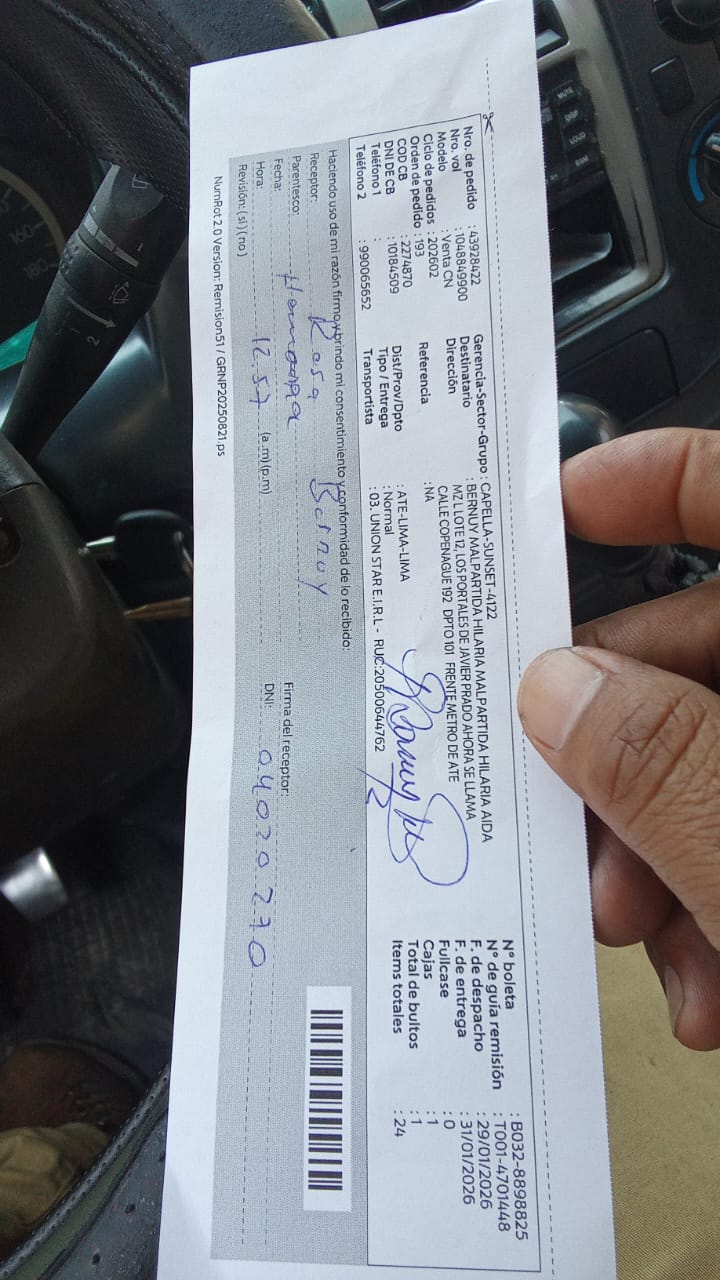 Nro. de pedido : 43928422
Nro. vol : 1048849900
Modelo : Venta CN
Ciclo de pedidos : 202602
Orden de pedido : 193
COD CB : 2274870
DNI DE CB : 10184509
Teléfono 1
Teléfono 2 : 990065652
Gerencia-Sector-Grupo : CAPELLA-SUNSET-4122
Destinatario : BERNUY MALPARTIDA HILARIA MALPARTIDA HILARIA AIDA
Dirección MZ L LOTE 12, LOS PORTALES DE JAVIER PRADO AHORA SE LLAMA
CALLE COPENAGUE 192 DPTO 101 FRENTE METRO DE ATE
Referencia : NA
Dist/Prov/Dpto : ATE-LIMA-LIMA
Tipo / Entrega : Normal
Transportista : 03. UNION STAR E.I.R.L - RUC:20500644762
N° boleta : B032-8898825
N° de guía remisión : T001-4701448
F. de despacho : 29/01/2026
F. de entrega : 31/01/2026
Fullcase : 0
Cajas : 1
Total de bultos : 1
Items totales : 24
Haciendo uso de mi razón firmo y brindo mi consentimiento y conformidad de lo recibido:
Receptor: Rosa Bernuy
Parentesco: Hermana
Fecha:
Firma del receptor:
Hora: 12.57 (a.m)(p.m)
DNI: 04020270
Revisión: (si) (no)
NumRot 2.0 Version: Remision51 / GRNP20250821.ps
MUTE
DISP
LOUD
160
180
2
1